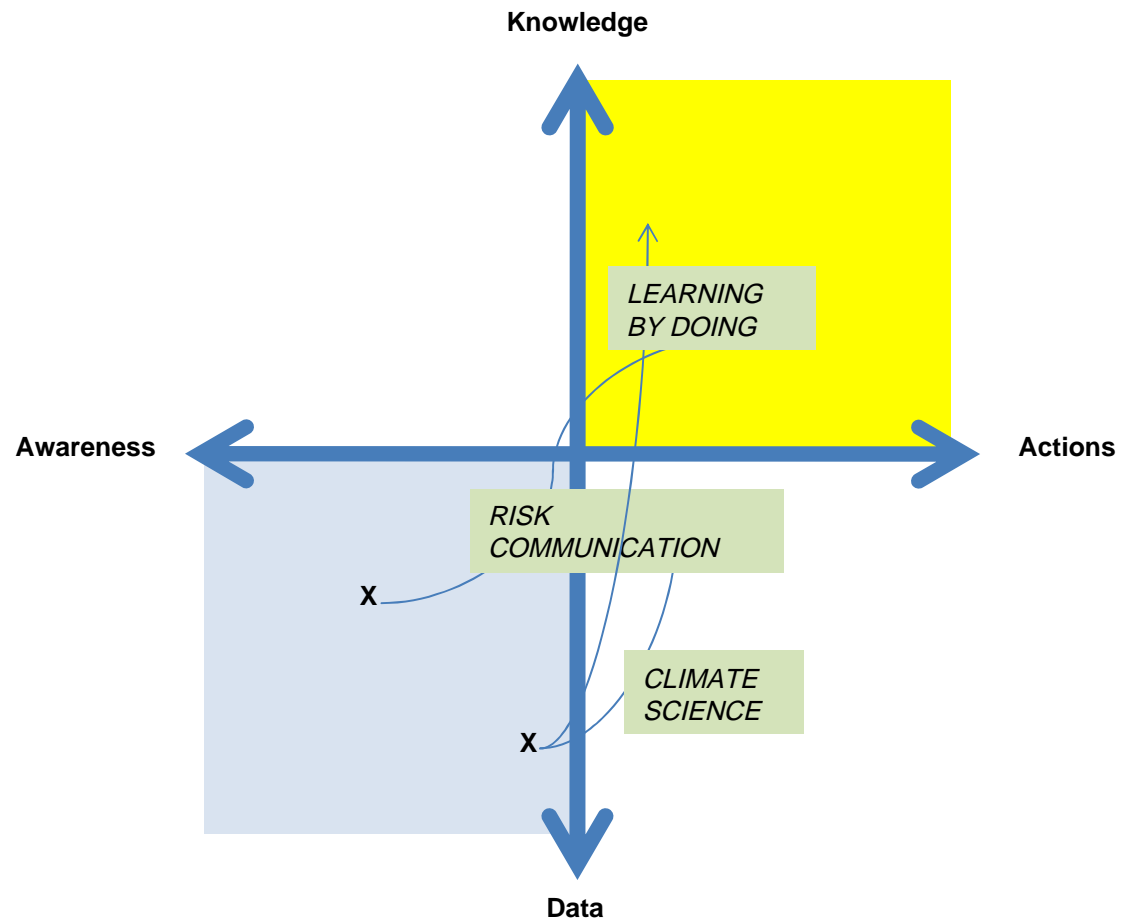 Knowledge
LEARNING
BY DOING
Awareness
Actions
RISK
COMMUNICATION
X
CLIMATE
SCIENCE
X
Data